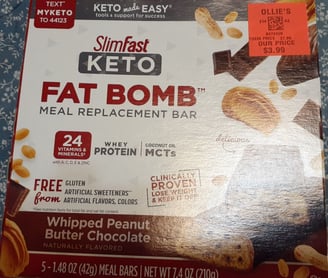 TEXT
MYKETO
TO 44123
KETO made EASY®
tools & support for success
OLLIE'S
OUR PRICE
$3.99
SlimFast
KETO
FAT BOMB™
MEAL REPLACEMENT BAR
24
VITAMINS &
MINERALS
WHEY
PROTEIN
COCONUT OIL
MCTs
delicious
FREE from
GLUTEN
ARTIFICIAL SWEETENERS
ARTIFICIAL FLAVORS, COLORS
CLINICALLY
PROVEN
LOSE WEIGHT
& KEEP IT OFF
Whipped Peanut
Butter Chocolate
NATURALLY FLAVORED
5 - 1.48 OZ (42g) MEAL BARS | NET WT 7.4 OZ (210g)